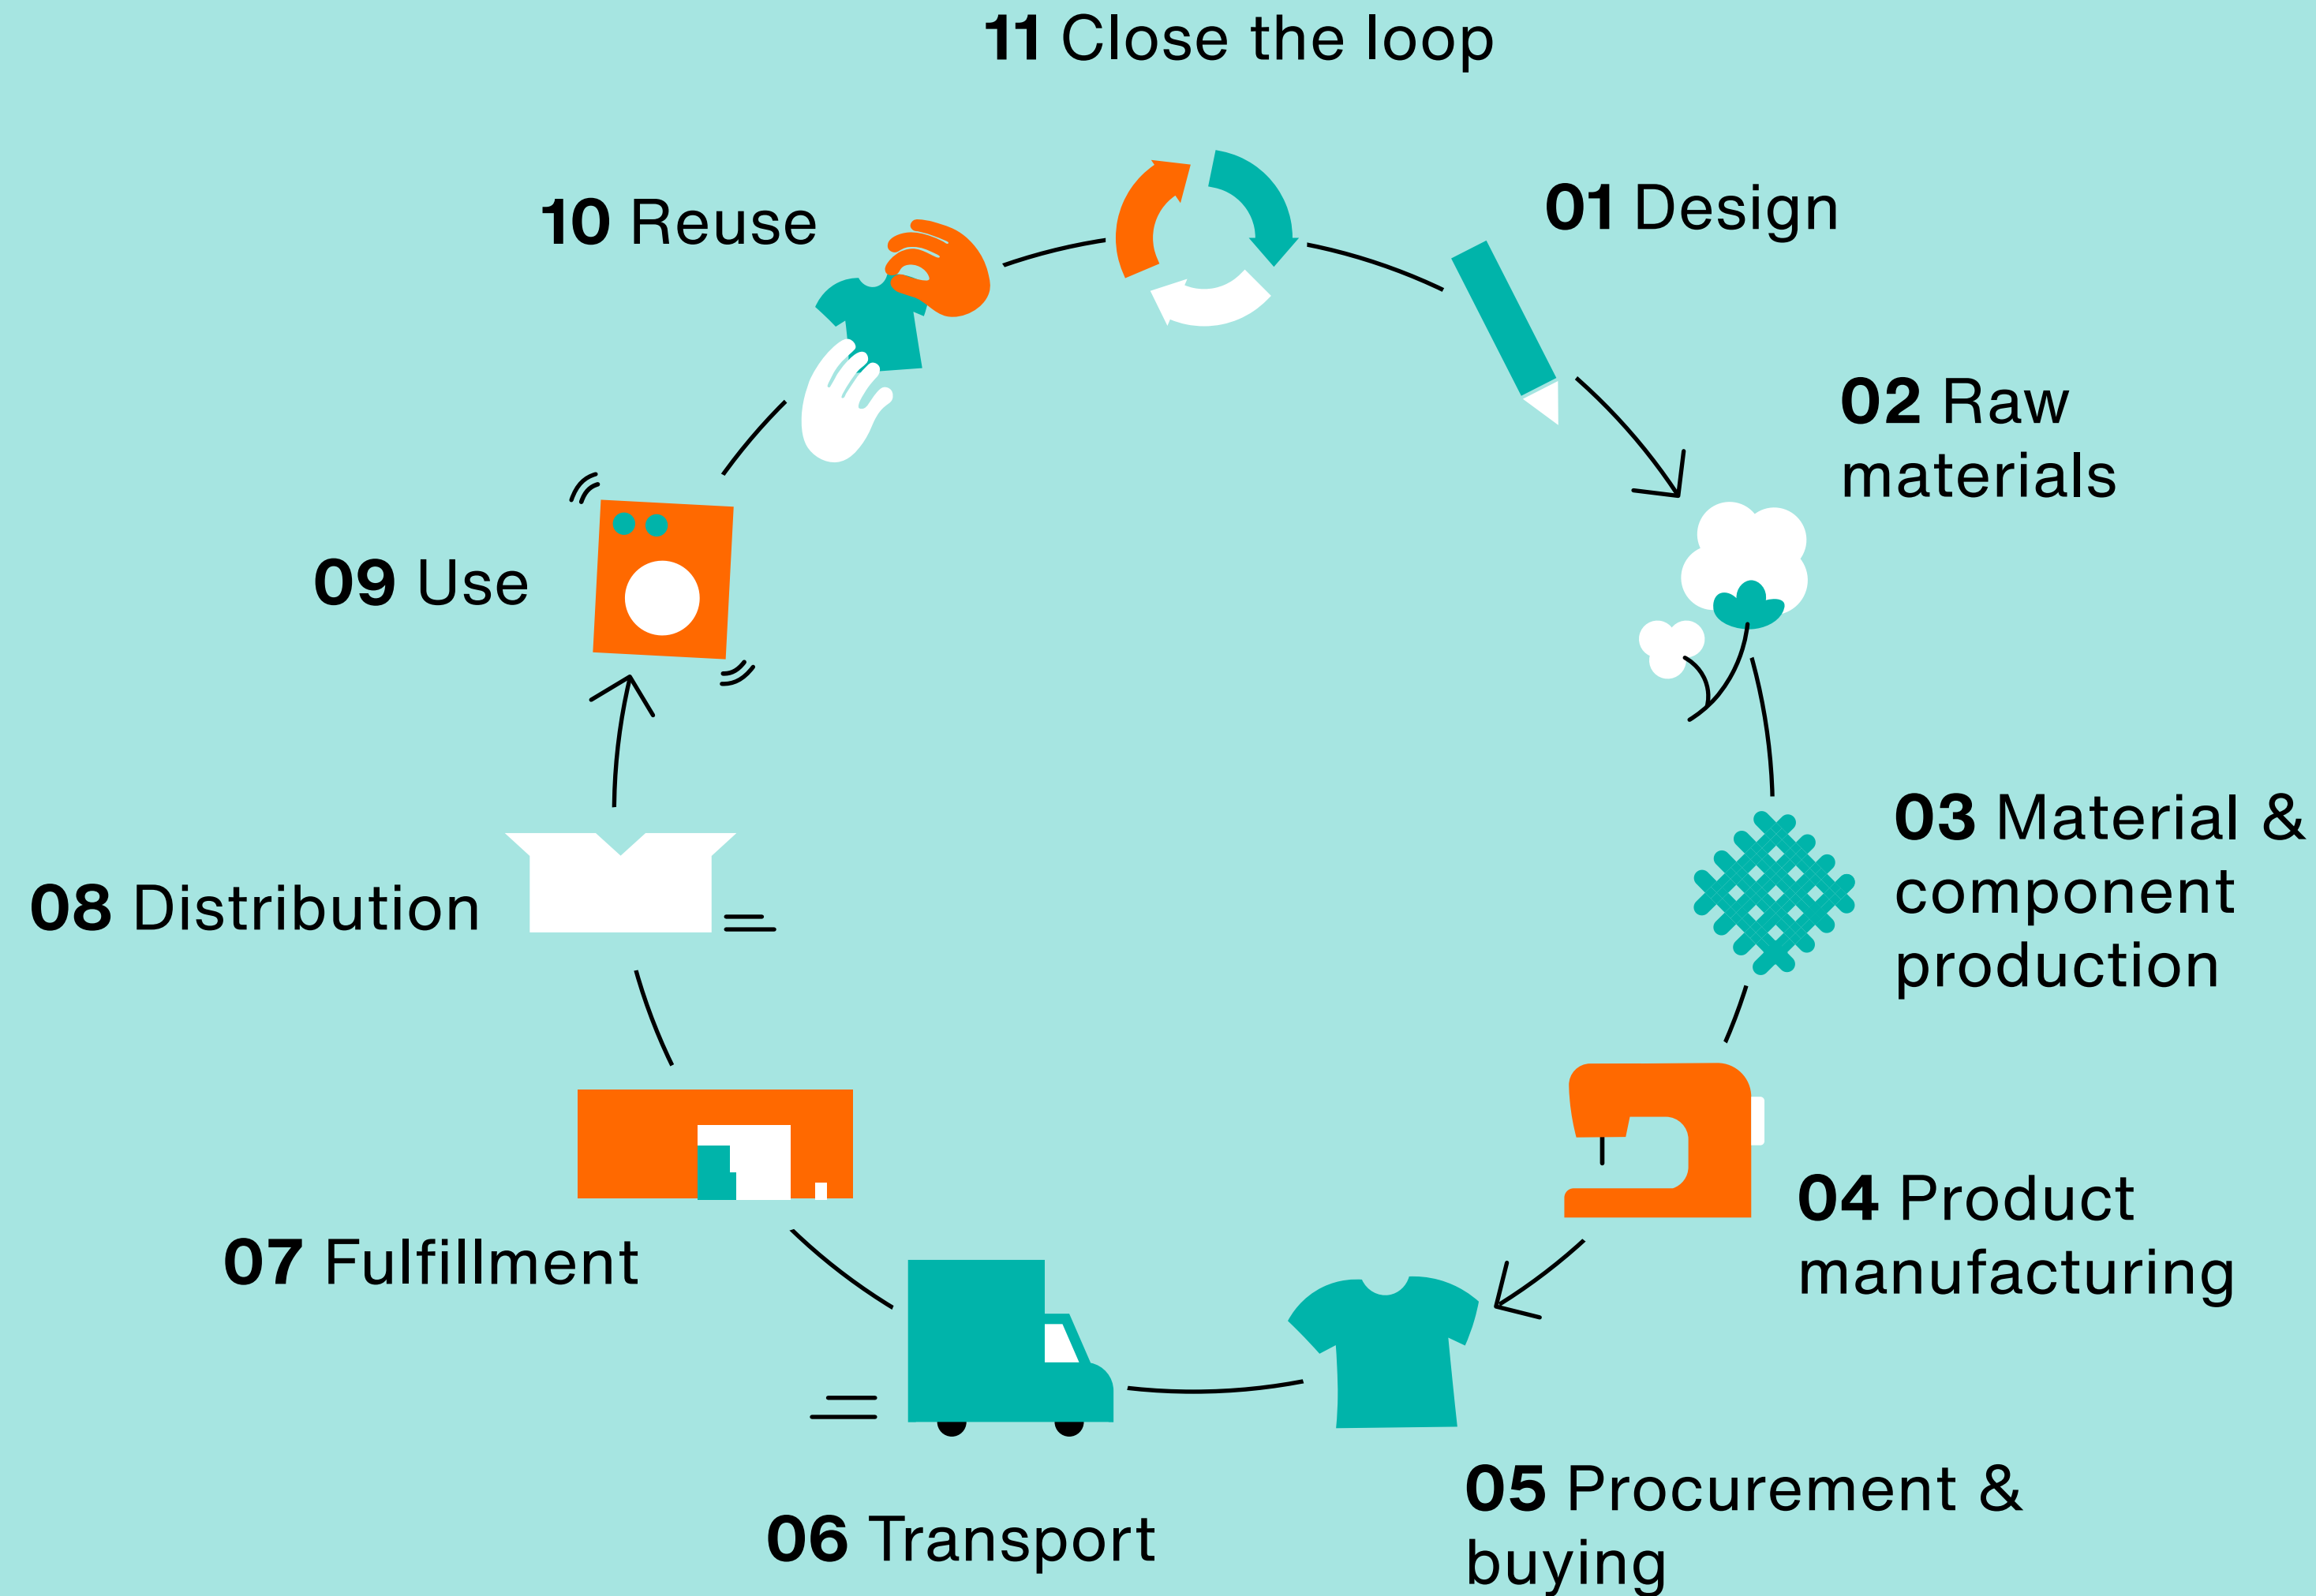 11 Close the loop
01 Design
02 Raw
materials
03 Material &
component
production
04 Product
manufacturing
05 Procurement &
buying
06 Transport
07 Fulfillment
08 Distribution
09 Use
10 Reuse